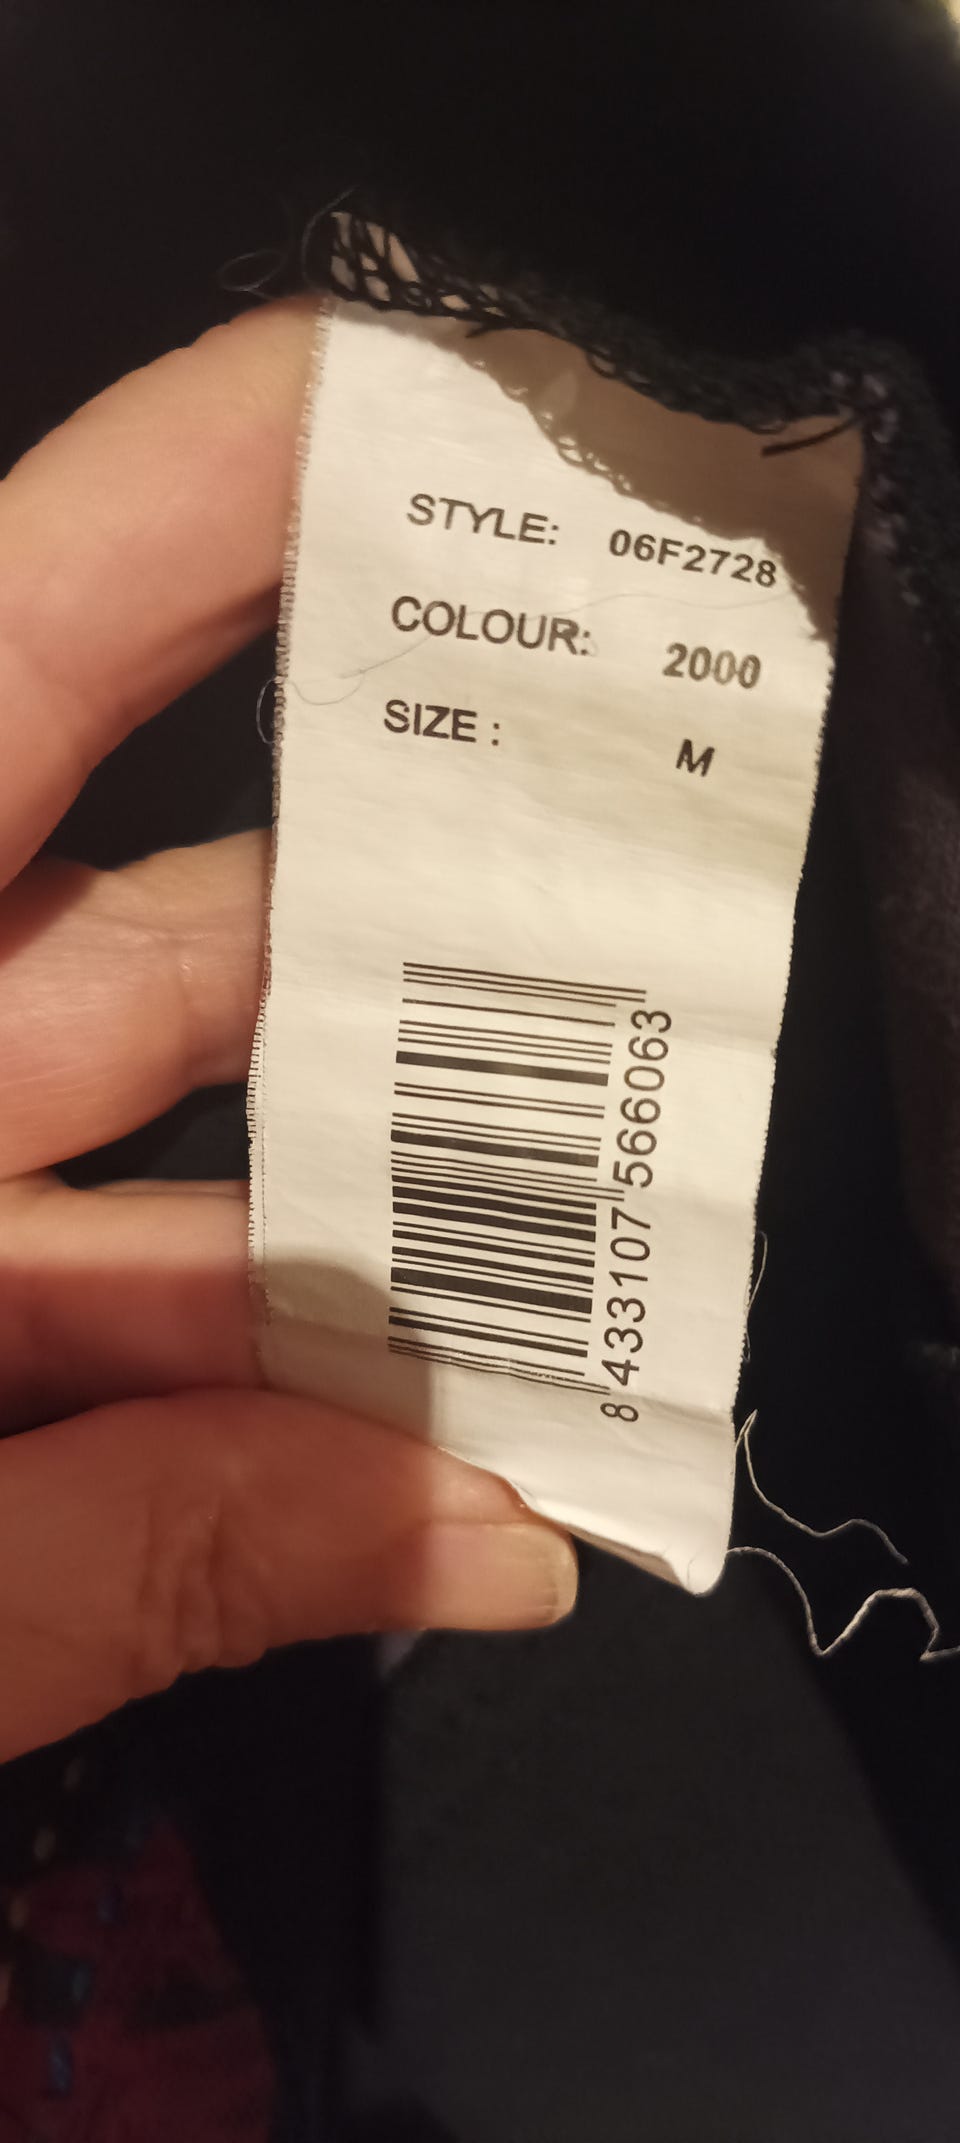 STYLE: 06F2728
COLOUR: 2000
SIZE : M
8 433107 566063